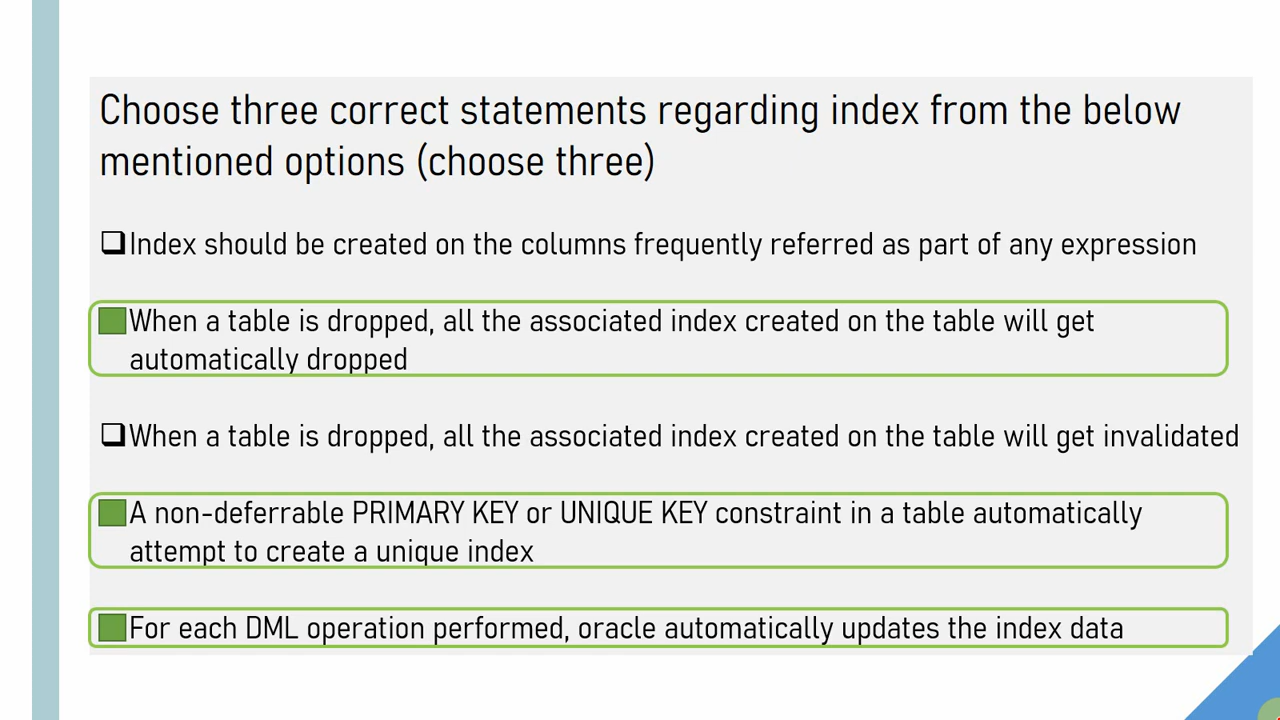 Choose three correct statements regarding index from the below
mentioned options (choose three)
Index should be created on the columns frequently referred as part of any expression
When a table is dropped, all the associated index created on the table will get
automatically dropped
When a table is dropped, all the associated index created on the table will get invalidated
A non-deferrable PRIMARY KEY or UNIQUE KEY constraint in a table automatically
attempt to create a unique index
For each DML operation performed, oracle automatically updates the index data